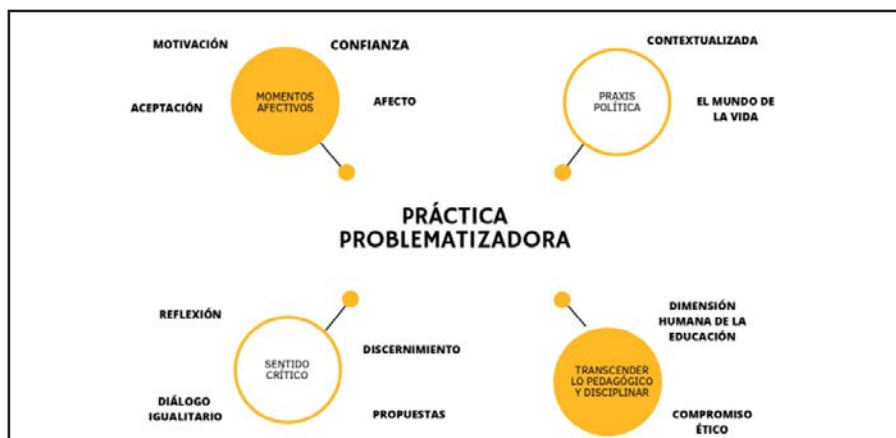 MOTIVACIÓN
CONFIANZA
MOMENTOS
AFECTIVOS
ACEPTACIÓN
AFECTO
CONTEXTUALIZADA
PRAXIS
POLÍTICA
EL MUNDO DE
LA VIDA
PRÁCTICA
PROBLEMATIZADORA
REFLEXIÓN
SENTIDO
CRÍTICO
DISCERNIMIENTO
DIÁLOGO
IGUALITARIO
PROPUESTAS
DIMENSIÓN
HUMANA DE LA
EDUCACIÓN
TRANSCENDER
LO PEDAGÓGICO
Y DISCIPLINAR
COMPROMISO
ÉTICO